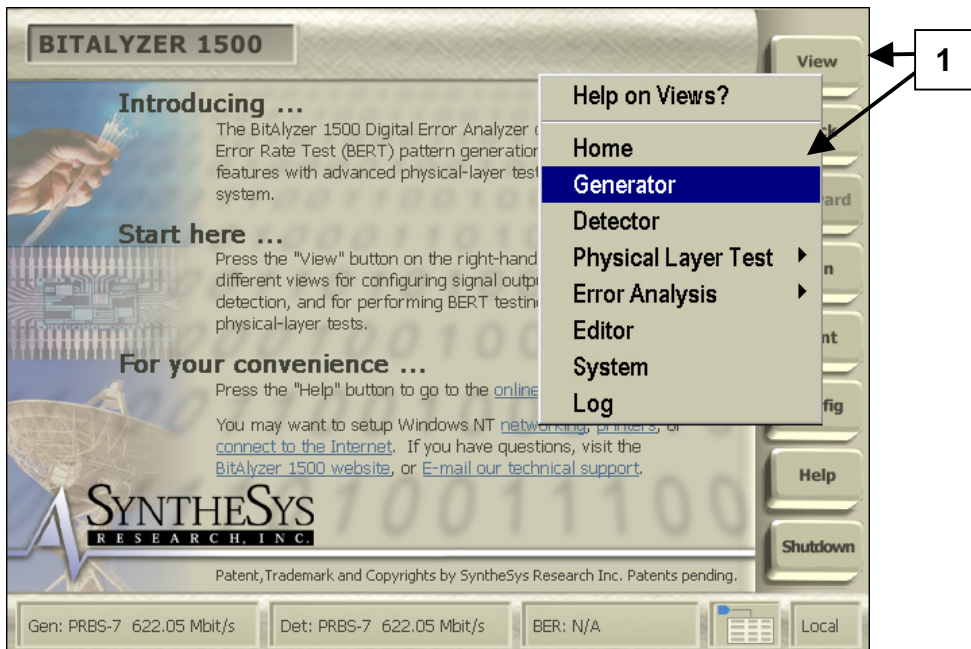 BITALYZER 1500
View
1
Introducing ...
The BitAlyzer 1500 Digital Error Analyzer
Error Rate Test (BERT) pattern generation
features with advanced physical-layer test
system.
Start here ...
Press the "View" button on the right-hand
different views for configuring signal
detection, and for performing BERT
physical-layer tests.
For your convenience ...
Press the "Help" button to go to the online
You may want to setup Windows NT networking, printers, or
connect to the Internet. If you have questions, visit the
BitAlyzer 1500 website, or E-mail our technical support.
Help on Views?
Home
Generator
Detector
Physical Layer Test
Error Analysis
Editor
System
Log
Help
Shutdown
SYNTHESYS
RESEARCH, INC.
Patent,Trademark and Copyrights by SyntheSys Research Inc. Patents pending.
Gen: PRBS-7 622.05 Mbit/s
Det: PRBS-7 622.05 Mbit/s
BER: N/A
Local